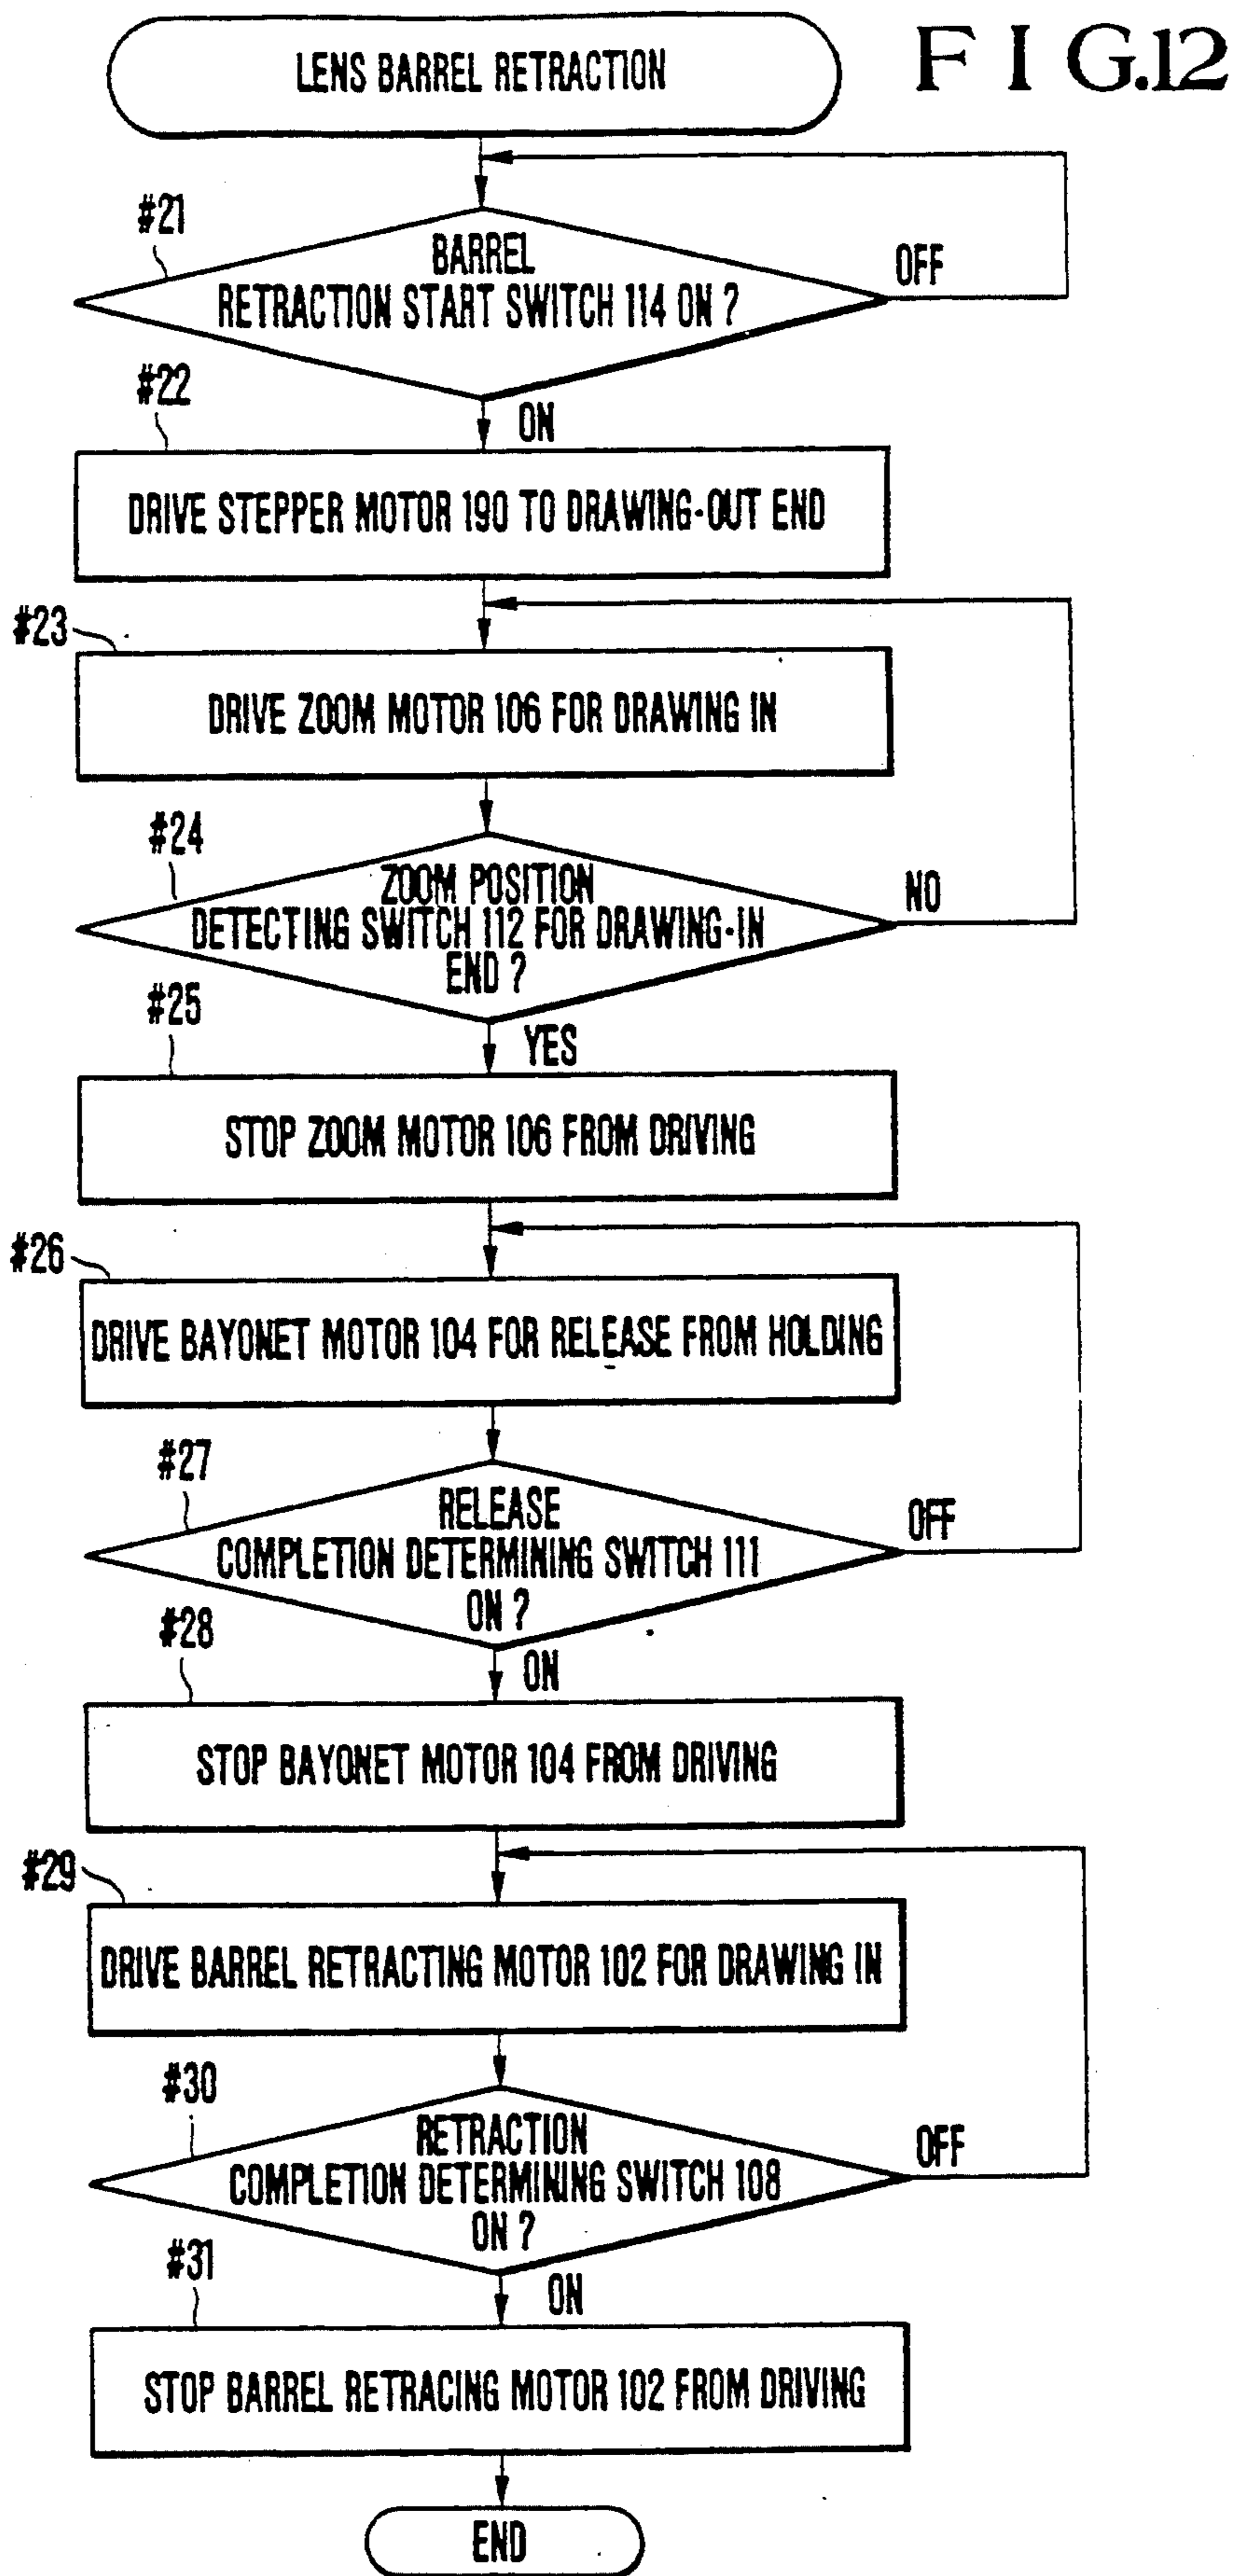 LENS BARREL RETRACTION
F I G.12
#21
BARREL
RETRACTION START SWITCH 114 ON ?
OFF
#22
ON
DRIVE STEPPER MOTOR 190 TO DRAWING-OUT END
#23
DRIVE ZOOM MOTOR 106 FOR DRAWING IN
#24
ZOOM POSITION
DETECTING SWITCH 112 FOR DRAWING-IN
END ?
NO
#25
YES
STOP ZOOM MOTOR 106 FROM DRIVING
#26
DRIVE BAYONET MOTOR 104 FOR RELEASE FROM HOLDING
#27
RELEASE
COMPLETION DETERMINING SWITCH 111
ON ?
OFF
#28
ON
STOP BAYONET MOTOR 104 FROM DRIVING
#29
DRIVE BARREL RETRACTING MOTOR 102 FOR DRAWING IN
#30
RETRACTION
COMPLETION DETERMINING SWITCH 108
ON ?
OFF
#31
ON
STOP BARREL RETRACING MOTOR 102 FROM DRIVING
END